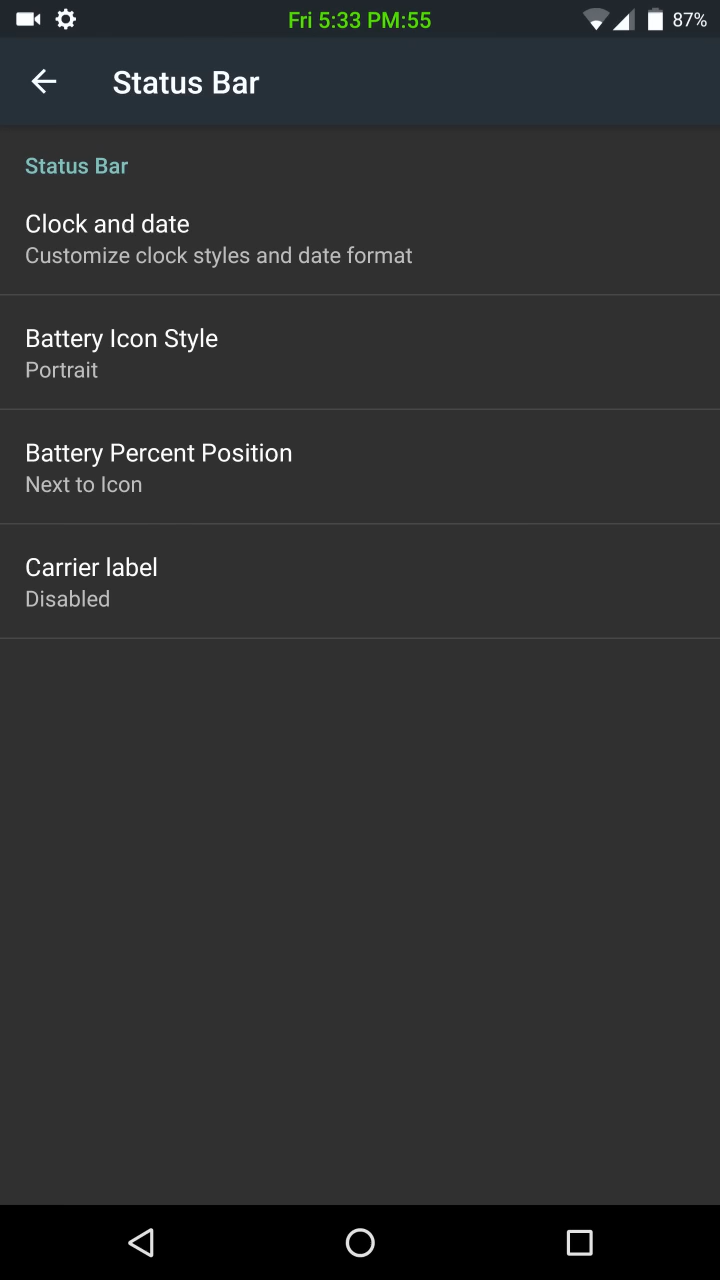 Fri 5:33 PM:55
87%
Status Bar
Status Bar
Clock and date
Customize clock styles and date format
Battery Icon Style
Portrait
Battery Percent Position
Next to Icon
Carrier label
Disabled